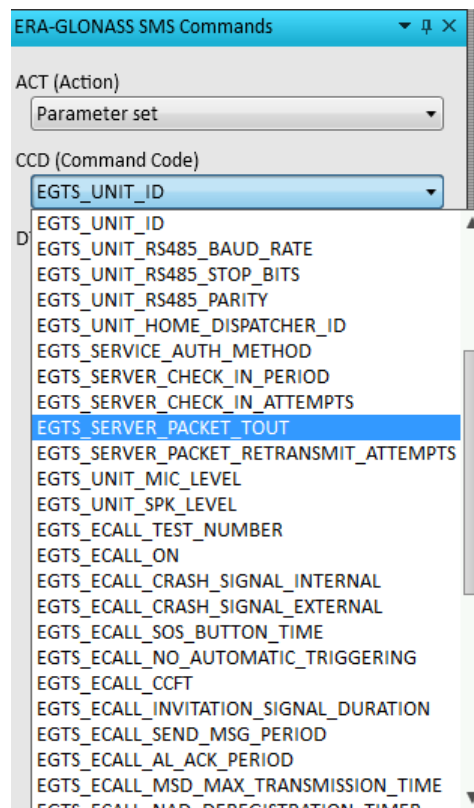 ERA-GLONASS SMS Commands
ACT (Action)
Parameter set
CCD (Command Code)
EGTS_UNIT_ID
D
EGTS_UNIT_ID
EGTS_UNIT_RS485_BAUD_RATE
EGTS_UNIT_RS485_STOP_BITS
EGTS_UNIT_RS485_PARITY
EGTS_UNIT_HOME_DISPATCHER_ID
EGTS_SERVICE_AUTH_METHOD
EGTS_SERVER_CHECK_IN_PERIOD
EGTS_SERVER_CHECK_IN_ATTEMPTS
EGTS_SERVER_PACKET_TOUT
EGTS_SERVER_PACKET_RETRANSMIT_ATTEMPTS
EGTS_UNIT_MIC_LEVEL
EGTS_UNIT_SPK_LEVEL
EGTS_ECALL_TEST_NUMBER
EGTS_ECALL_ON
EGTS_ECALL_CRASH_SIGNAL_INTERNAL
EGTS_ECALL_CRASH_SIGNAL_EXTERNAL
EGTS_ECALL_SOS_BUTTON_TIME
EGTS_ECALL_NO_AUTOMATIC_TRIGGERING
EGTS_ECALL_CCFT
EGTS_ECALL_INVITATION_SIGNAL_DURATION
EGTS_ECALL_SEND_MSG_PERIOD
EGTS_ECALL_AL_ACK_PERIOD
EGTS_ECALL_MSD_MAX_TRANSMISSION_TIME
EGTS_ECALL_NAD_DEREGISTRATION_TIMER